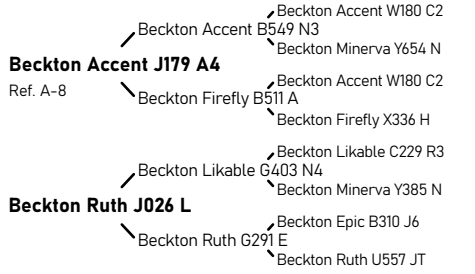 Beckton Accent W180 C2
Beckton Accent B549 N3
Beckton Minerva Y654 N
Beckton Accent J179 A4
Ref. A-8
Beckton Accent W180 C2
Beckton Firefly B511 A
Beckton Firefly X336 H
Beckton Likable C229 R3
Beckton Likable G403 N4
Beckton Minerva Y385 N
Beckton Ruth J026 L
Beckton Epic B310 J6
Beckton Ruth G291 E
Beckton Ruth U557 JT